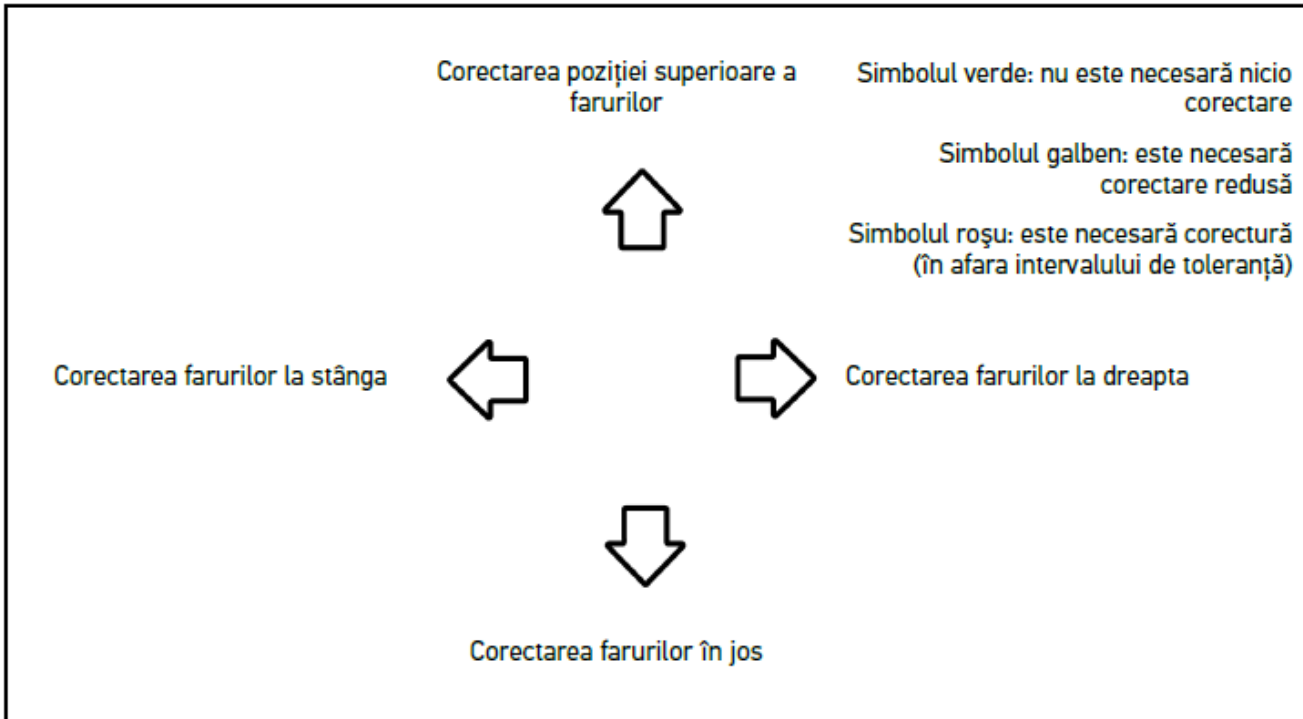 Corectarea poziției superioare a
farurilor
Simbolul verde: nu este necesară nicio
corectare
Simbolul galben: este necesară
corectare redusă
Simbolul roşu: este necesară corectură
(în afara intervalului de toleranță)
Corectarea farurilor la stânga
Corectarea farurilor la dreapta
Corectarea farurilor în jos